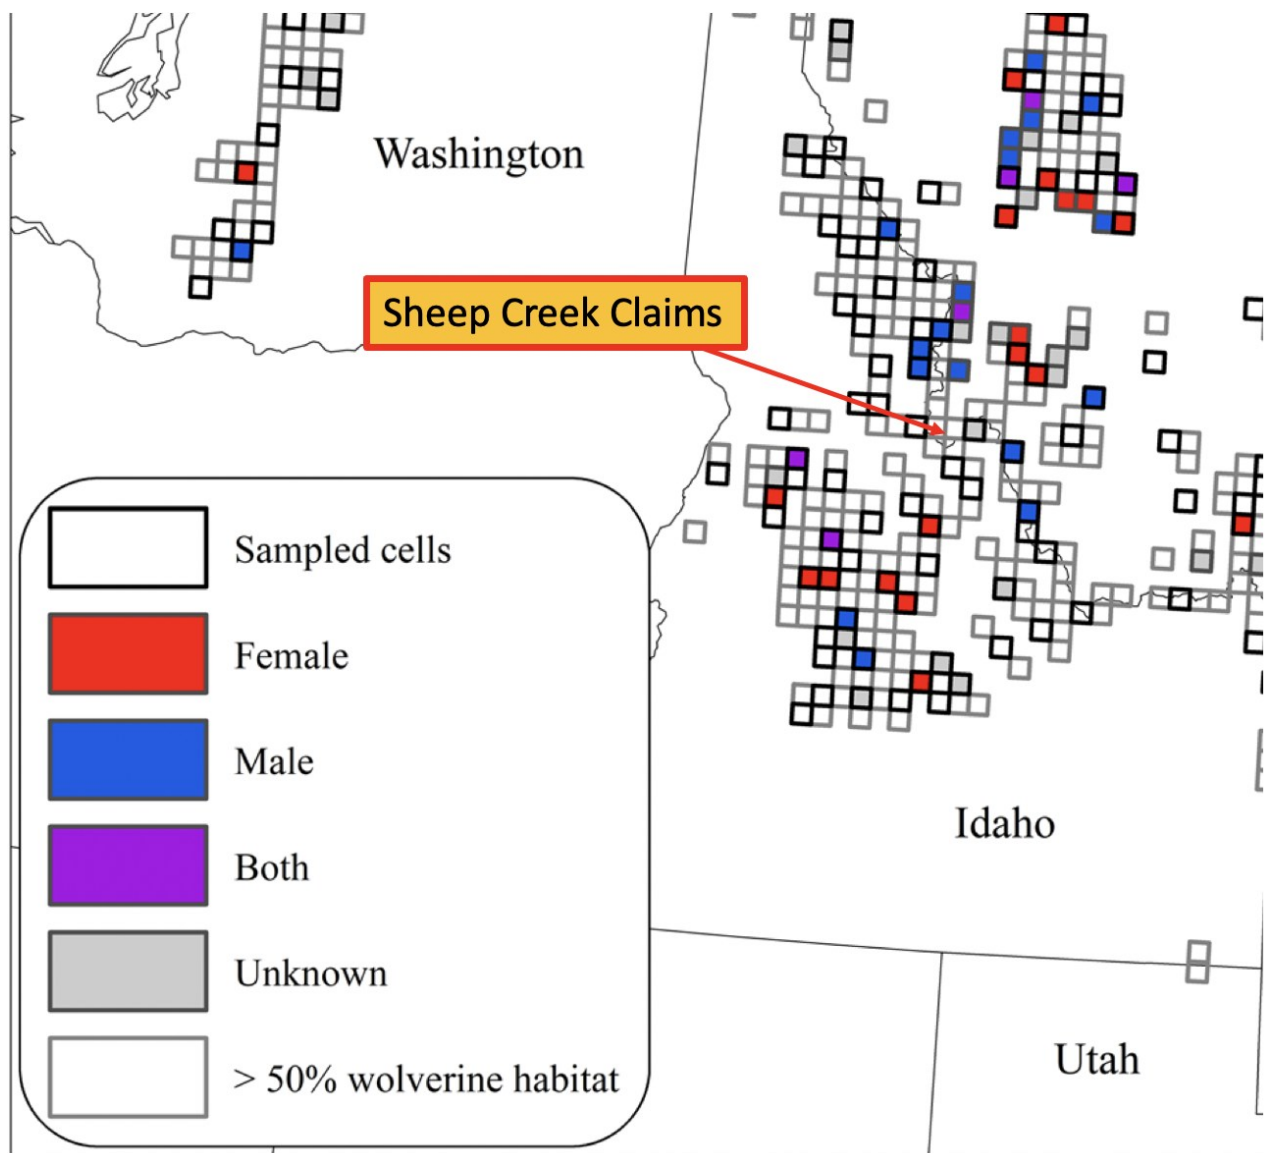 Washington
Sheep Creek Claims
Sampled cells
Female
Male
Both
Unknown
> 50% wolverine habitat
Idaho
Utah